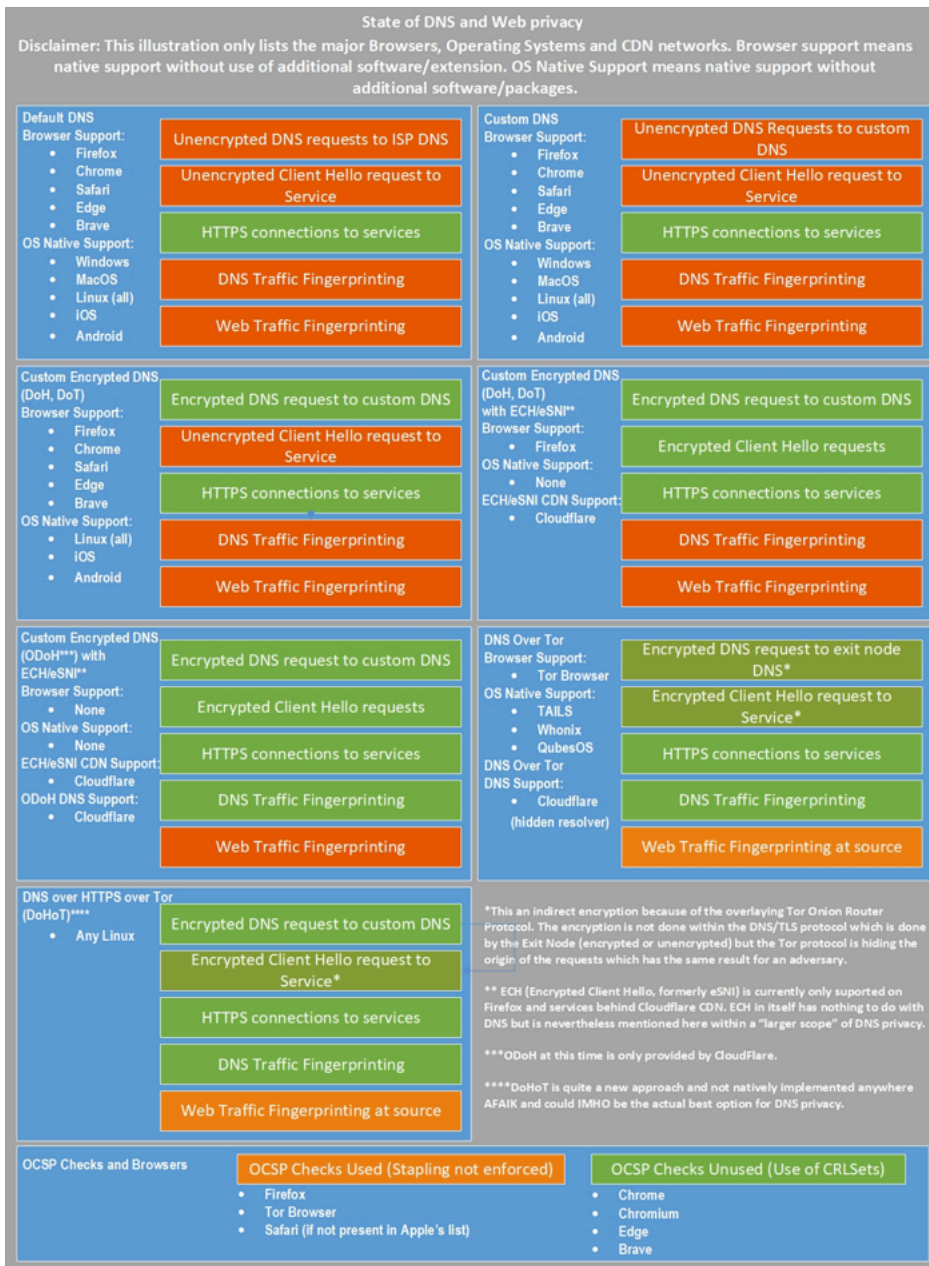 State of DNS and Web privacy
Disclaimer: This illustration only lists the major Browsers, Operating Systems and CDN networks. Browser support means
native support without use of additional software/extension. OS Native Support means native support without
additional software/packages.
Default DNS
Browser Support:
• Firefox
• Chrome
• Safari
• Edge
• Brave
OS Native Support:
• Windows
• MacOS
• Linux (all)
• iOS
• Android
Unencrypted DNS requests to ISP DNS
Unencrypted Client Hello request to
Service
HTTPS connections to services
DNS Traffic Fingerprinting
Web Traffic Fingerprinting
Custom DNS
Browser Support:
• Firefox
• Chrome
• Safari
• Edge
• Brave
OS Native Support:
• Windows
• MacOS
• Linux (all)
• iOS
• Android
Unencrypted DNS Requests to custom
DNS
Unencrypted Client Hello request to
Service
HTTPS connections to services
DNS Traffic Fingerprinting
Web Traffic Fingerprinting
Custom Encrypted DNS
(DoH, DoT)
Browser Support:
• Firefox
• Chrome
• Safari
• Edge
• Brave
OS Native Support:
• Linux (all)
• iOS
• Android
Encrypted DNS request to custom DNS
Unencrypted Client Hello request to
Service
HTTPS connections to services
DNS Traffic Fingerprinting
Web Traffic Fingerprinting
Custom Encrypted DNS
(DoH, DoT)
with ECH/eSNI**
Browser Support:
• Firefox
OS Native Support:
• None
ECH/eSNI CDN Support:
• Cloudflare
Encrypted DNS request to custom DNS
Encrypted Client Hello requests
HTTPS connections to services
DNS Traffic Fingerprinting
Web Traffic Fingerprinting
Custom Encrypted DNS
(ODoH***) with
ECH/eSNI**
Browser Support:
• None
OS Native Support:
• None
ECH/eSNI CDN Support:
• Cloudflare
ODoH DNS Support:
• Cloudflare
Encrypted DNS request to custom DNS
Encrypted Client Hello requests
HTTPS connections to services
DNS Traffic Fingerprinting
Web Traffic Fingerprinting
DNS Over Tor
Browser Support:
• Tor Browser
OS Native Support:
• TAILS
• Whonix
• QubesOS
DNS Over Tor
DNS Support:
• Cloudflare
(hidden resolver)
Encrypted DNS request to exit node
DNS*
Encrypted Client Hello request to
Service*
HTTPS connections to services
DNS Traffic Fingerprinting
Web Traffic Fingerprinting at source
DNS over HTTPS over Tor
(DoHoT)****
• Any Linux
Encrypted DNS request to custom DNS
Encrypted Client Hello request to
Service*
HTTPS connections to services
DNS Traffic Fingerprinting
Web Traffic Fingerprinting at source
*This an indirect encryption because of the overlaying Tor Onion Router
Protocol. The encryption is not done within the DNS/TLS protocol which is done
by the Exit Node (encrypted or unencrypted) but the Tor protocol is hiding the
origin of the requests which has the same result for an adversary.
** ECH (Encrypted Client Hello, formerly eSNI) is currently only suported on
Firefox and services behind Cloudflare CDN. ECH in itself has nothing to do with
DNS but is nevertheless mentioned here within a "larger scope" of DNS privacy.
***ODoH at this time is only provided by CloudFlare.
****DoHoT is quite a new approach and not natively implemented anywhere
AFAIK and could IMHO be the actual best option for DNS privacy.
OCSP Checks and Browsers
OCSP Checks Used (Stapling not enforced)
• Firefox
• Tor Browser
• Safari (if not present in Apple's list)
OCSP Checks Unused (Use of CRLSets)
• Chrome
• Chromium
• Edge
• Brave